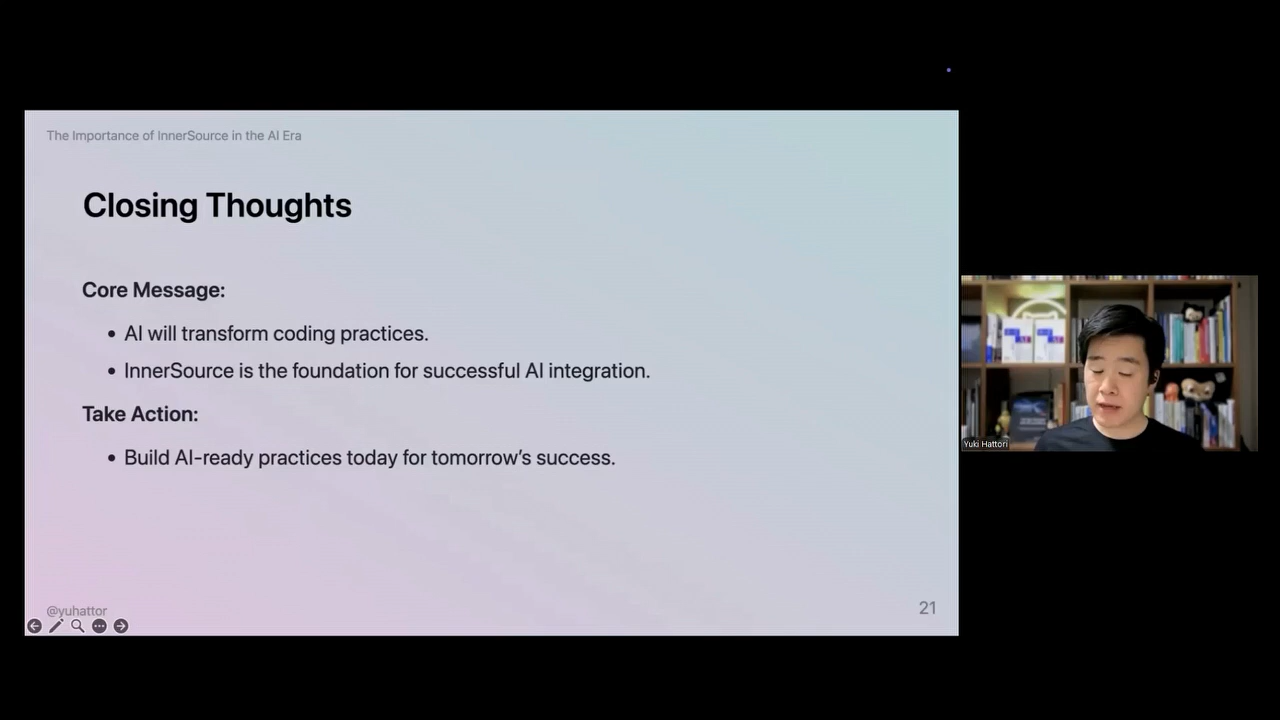 The Importance of InnerSource in the AI Era
Closing Thoughts
Core Message:
• AI will transform coding practices.
• InnerSource is the foundation for successful AI integration.
Take Action:
• Build AI-ready practices today for tomorrow's success.
@yuhattor
21
Yuki Hattori